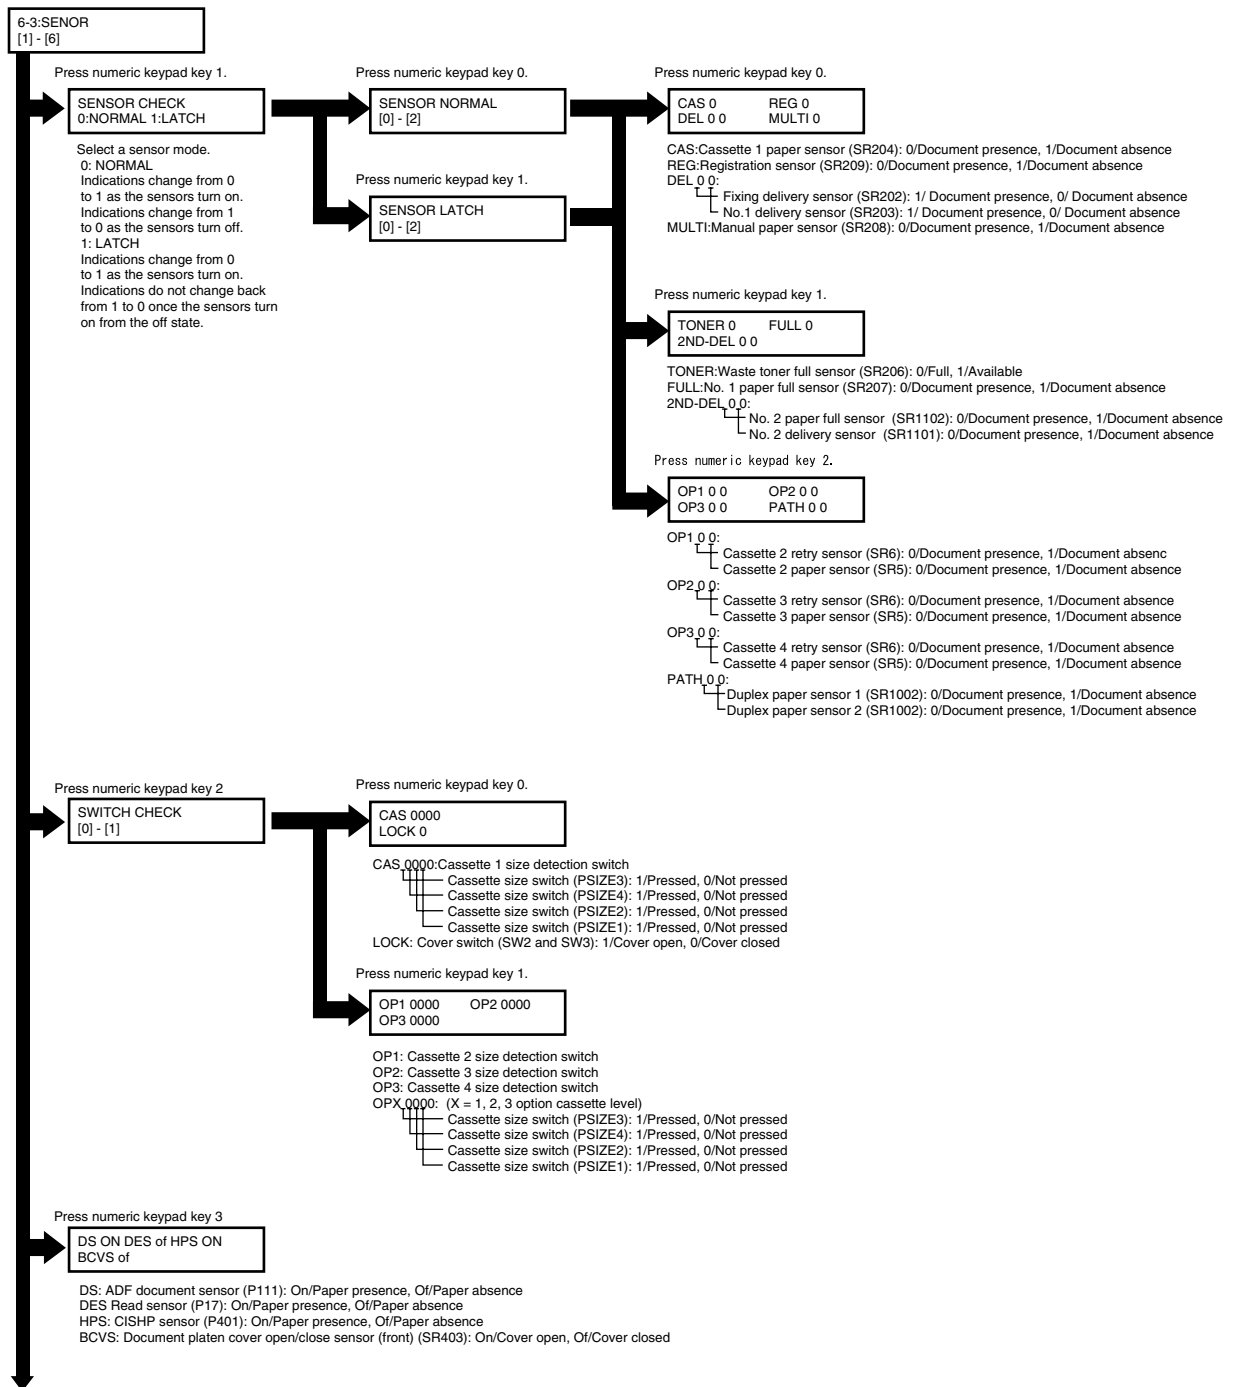 6-3:SENOR
[1] - [6]
Press numeric keypad key 1.
SENSOR CHECK
0:NORMAL 1:LATCH
Select a sensor mode.
0: NORMAL
Indications change from 0
to 1 as the sensors turn on.
Indications change from 1
to 0 as the sensors turn off.
1: LATCH
Indications change from 0
to 1 as the sensors turn on.
Indications do not change back
from 1 to 0 once the sensors turn
on from the off state.
Press numeric keypad key 0.
SENSOR NORMAL
[0] - [2]
Press numeric keypad key 1.
SENSOR LATCH
[0] - [2]
Press numeric keypad key 0.
CAS 0 REG 0
DEL 0 0 MULTI 0
CAS:Cassette 1 paper sensor (SR204): 0/Document presence, 1/Document absence
REG:Registration sensor (SR209): 0/Document presence, 1/Document absence
DEL 0 0:
Fixing delivery sensor (SR202): 1/ Document presence, 0/ Document absence
No.1 delivery sensor (SR203): 1/ Document presence, 0/ Document absence
MULTI:Manual paper sensor (SR208): 0/Document presence, 1/Document absence
Press numeric keypad key 1.
TONER 0 FULL 0
2ND-DEL 0 0
TONER:Waste toner full sensor (SR206): 0/Full, 1/Available
FULL:No. 1 paper full sensor (SR207): 0/Document presence, 1/Document absence
2ND-DEL 0 0:
No. 2 paper full sensor (SR1102): 0/Document presence, 1/Document absence
No. 2 delivery sensor (SR1101): 0/Document presence, 1/Document absence
Press numeric keypad key 2.
OP1 0 0 OP2 0 0
OP3 0 0 PATH 0 0
OP1 0 0:
Cassette 2 retry sensor (SR6): 0/Document presence, 1/Document absenc
Cassette 2 paper sensor (SR5): 0/Document presence, 1/Document absence
OP2 0 0:
Cassette 3 retry sensor (SR6): 0/Document presence, 1/Document absence
Cassette 3 paper sensor (SR5): 0/Document presence, 1/Document absence
OP3 0 0:
Cassette 4 retry sensor (SR6): 0/Document presence, 1/Document absence
Cassette 4 paper sensor (SR5): 0/Document presence, 1/Document absence
PATH 0 0:
Duplex paper sensor 1 (SR1002): 0/Document presence, 1/Document absence
Duplex paper sensor 2 (SR1002): 0/Document presence, 1/Document absence
Press numeric keypad key 2
SWITCH CHECK
[0] - [1]
Press numeric keypad key 0.
CAS 0000
LOCK 0
CAS 0000:Cassette 1 size detection switch
Cassette size switch (PSIZE3): 1/Pressed, 0/Not pressed
Cassette size switch (PSIZE4): 1/Pressed, 0/Not pressed
Cassette size switch (PSIZE2): 1/Pressed, 0/Not pressed
Cassette size switch (PSIZE1): 1/Pressed, 0/Not pressed
LOCK: Cover switch (SW2 and SW3): 1/Cover open, 0/Cover closed
Press numeric keypad key 1.
OP1 0000 OP2 0000
OP3 0000
OP1: Cassette 2 size detection switch
OP2: Cassette 3 size detection switch
OP3: Cassette 4 size detection switch
OPX 0000: (X = 1, 2, 3 option cassette level)
Cassette size switch (PSIZE3): 1/Pressed, 0/Not pressed
Cassette size switch (PSIZE4): 1/Pressed, 0/Not pressed
Cassette size switch (PSIZE2): 1/Pressed, 0/Not pressed
Cassette size switch (PSIZE1): 1/Pressed, 0/Not pressed
Press numeric keypad key 3
DS ON DES of HPS ON
BCVS of
DS: ADF document sensor (P111): On/Paper presence, Of/Paper absence
DES Read sensor (P17): On/Paper presence, Of/Paper absence
HPS: CISHP sensor (P401): On/Paper presence, Of/Paper absence
BCVS: Document platen cover open/close sensor (front) (SR403): On/Cover open, Of/Cover closed